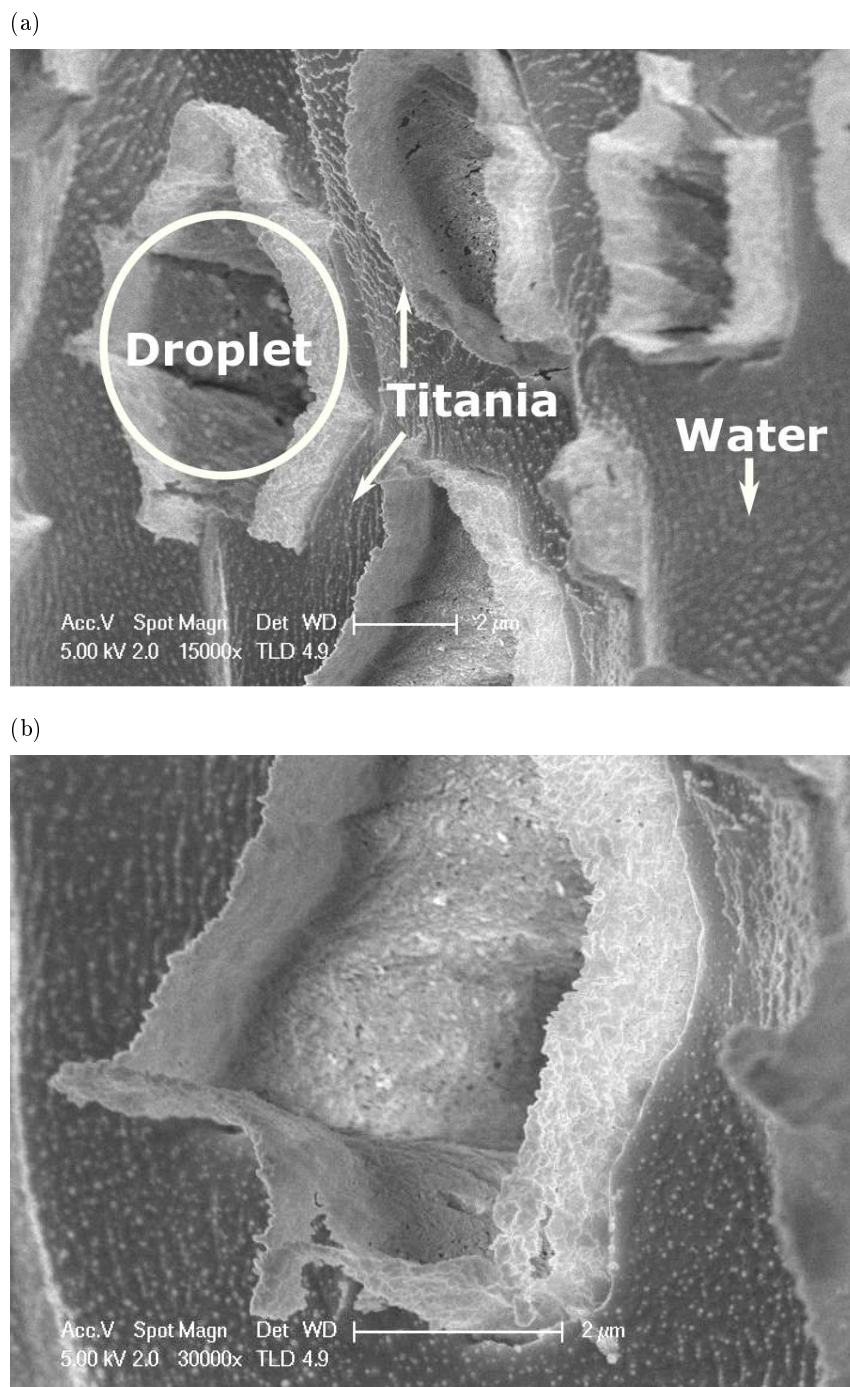 (a)
Droplet
Titania
Water
Acc.V Spot Magn Det WD 2 μm
5.00 kV 2.0 15000x TLD 4.9
(b)
Acc.V Spot Magn Det WD 2 μm
5.00 kV 2.0 30000x TLD 4.9